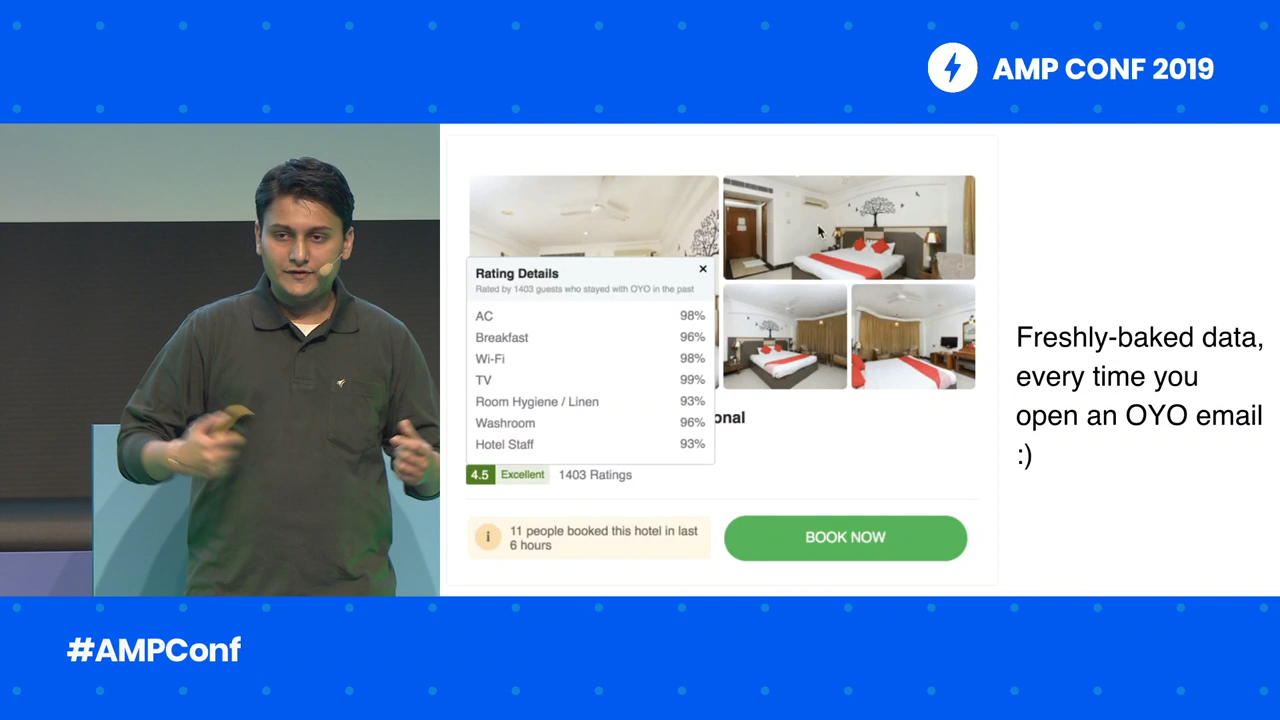 AMP CONF 2019
Rating Details
Rated by 1403 guests who stayed with OYO in the past
AC 98%
Breakfast 96%
Wi-Fi 98%
TV 99%
Room Hygiene / Linen 93%
Washroom 96%
Hotel Staff 93%
onal
4.5 Excellent 1403 Ratings
i 11 people booked this hotel in last
6 hours
BOOK NOW
Freshly-baked data,
every time you
open an OYO email
:)
#AMPConf